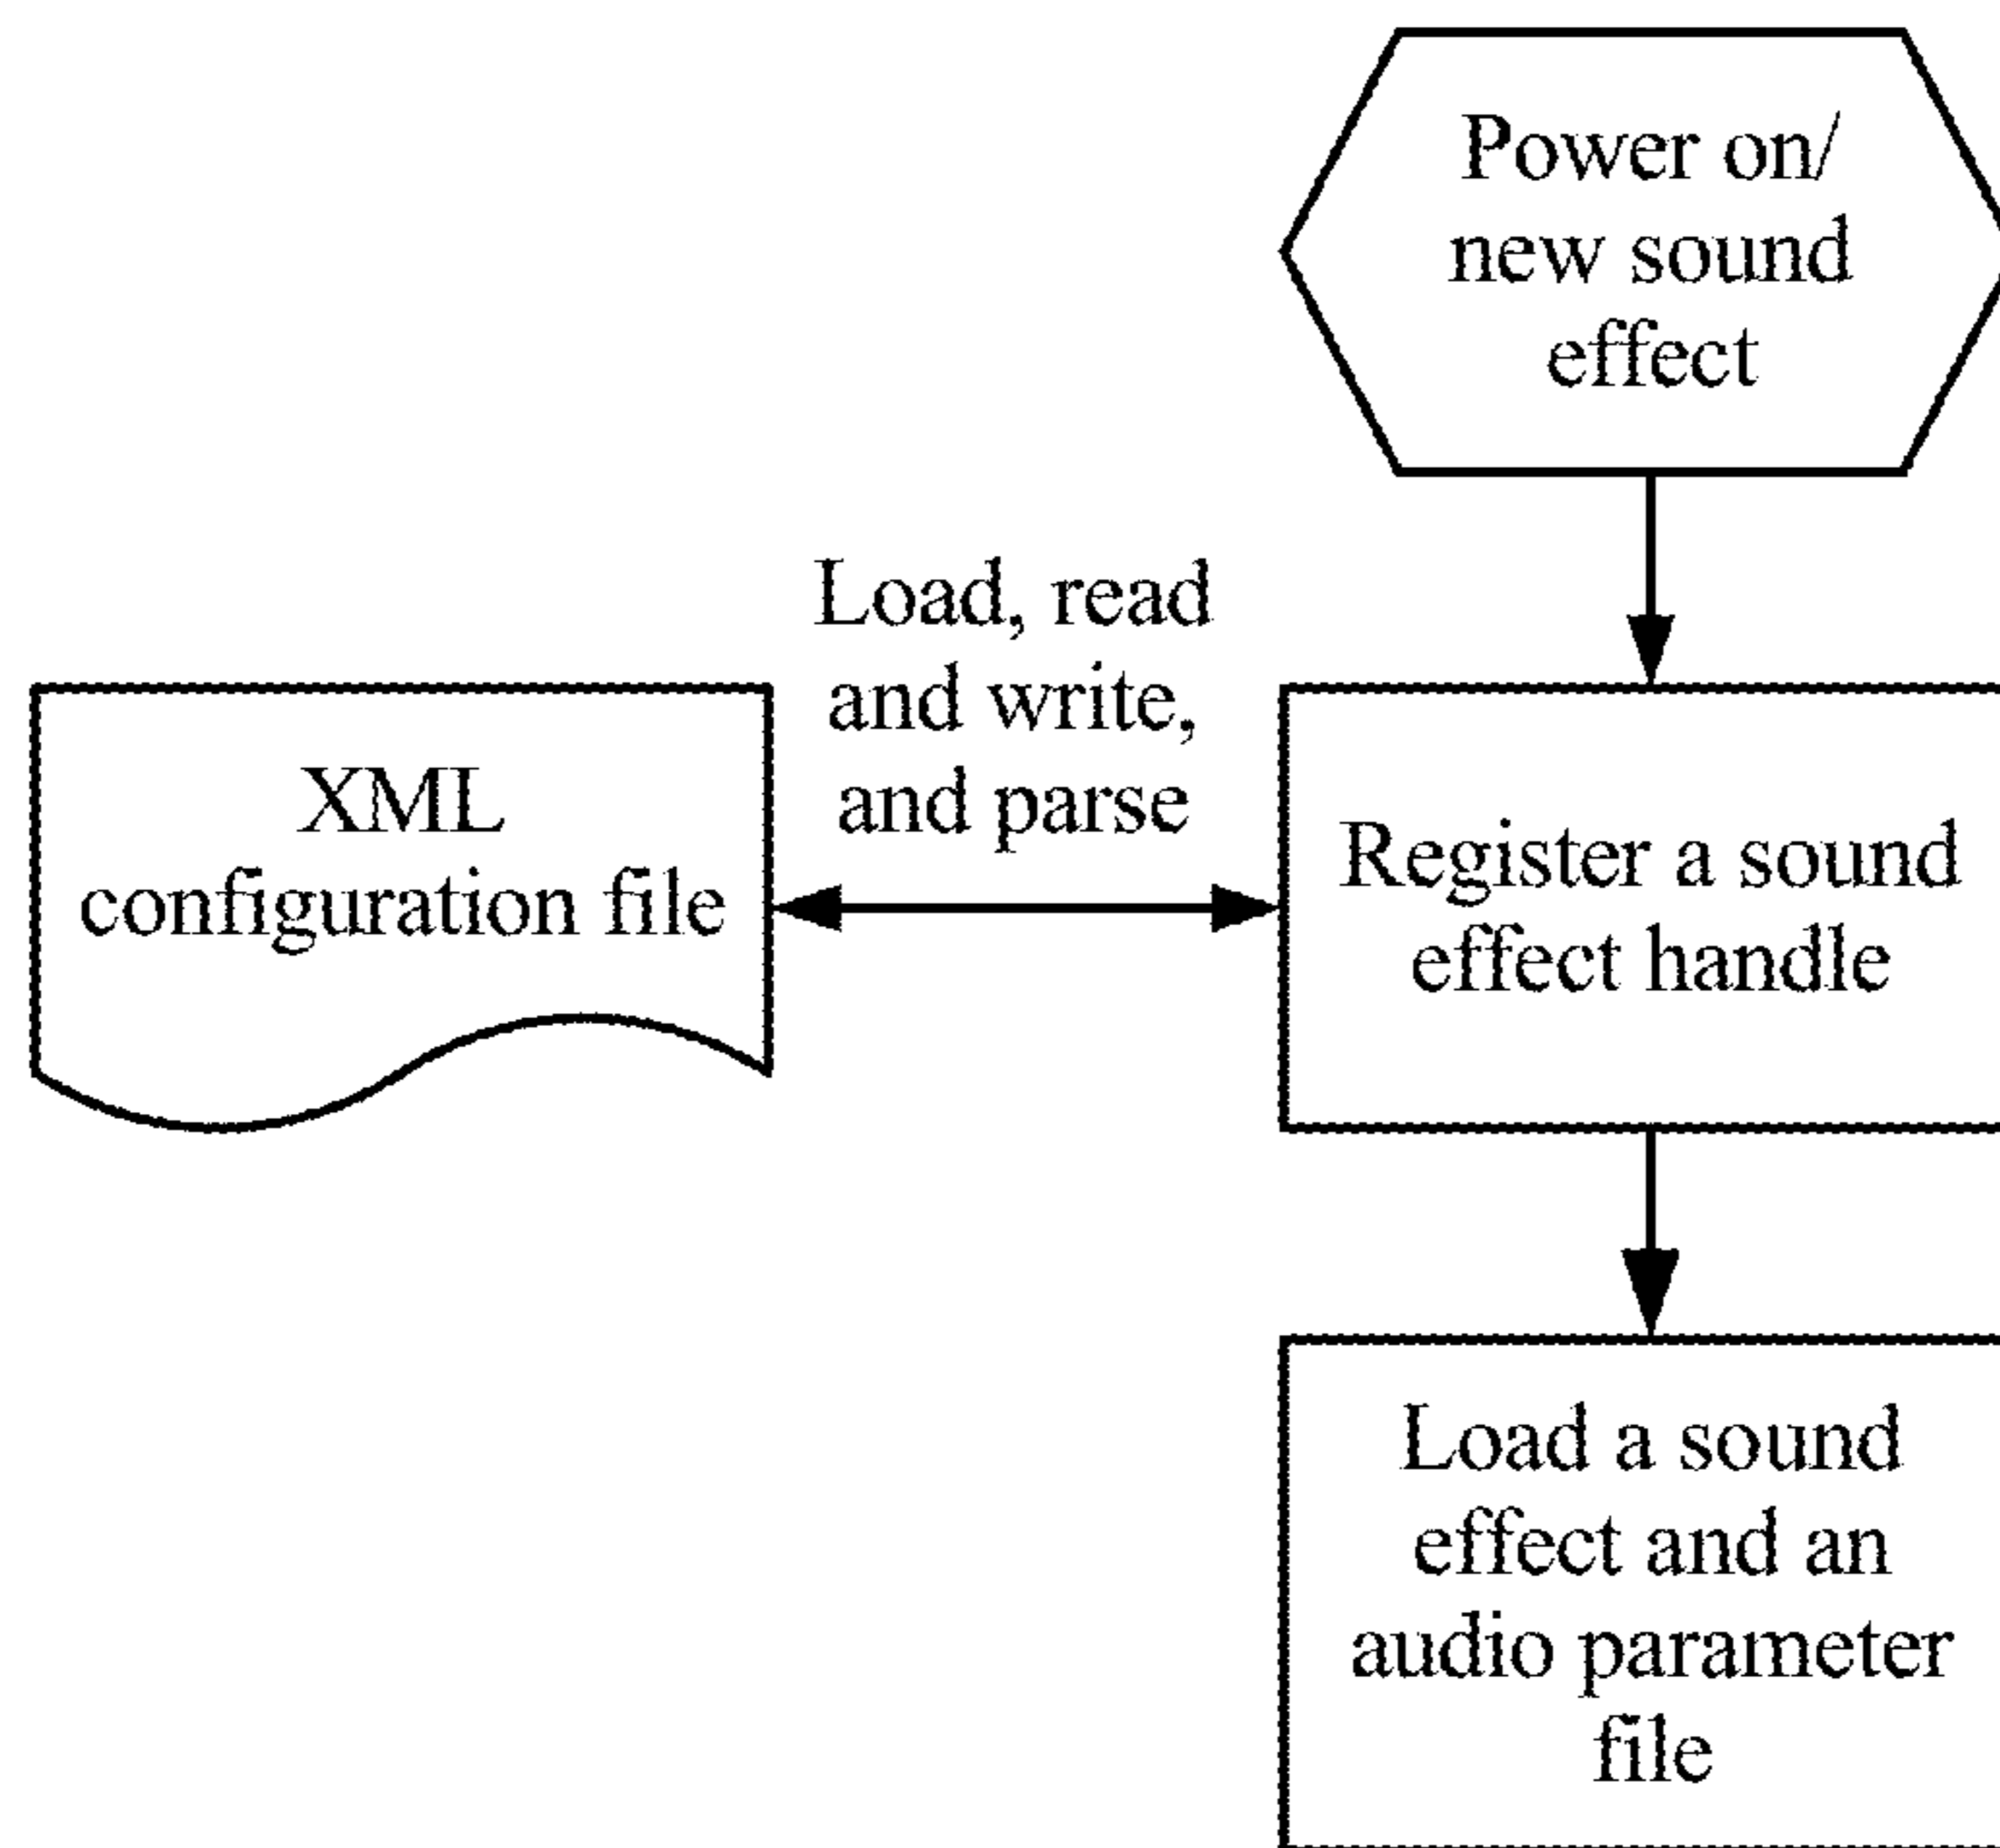 Power on/
new sound
effect
Load, read
and write,
and parse
XML
configuration file
Register a sound
effect handle
Load a sound
effect and an
audio parameter
file